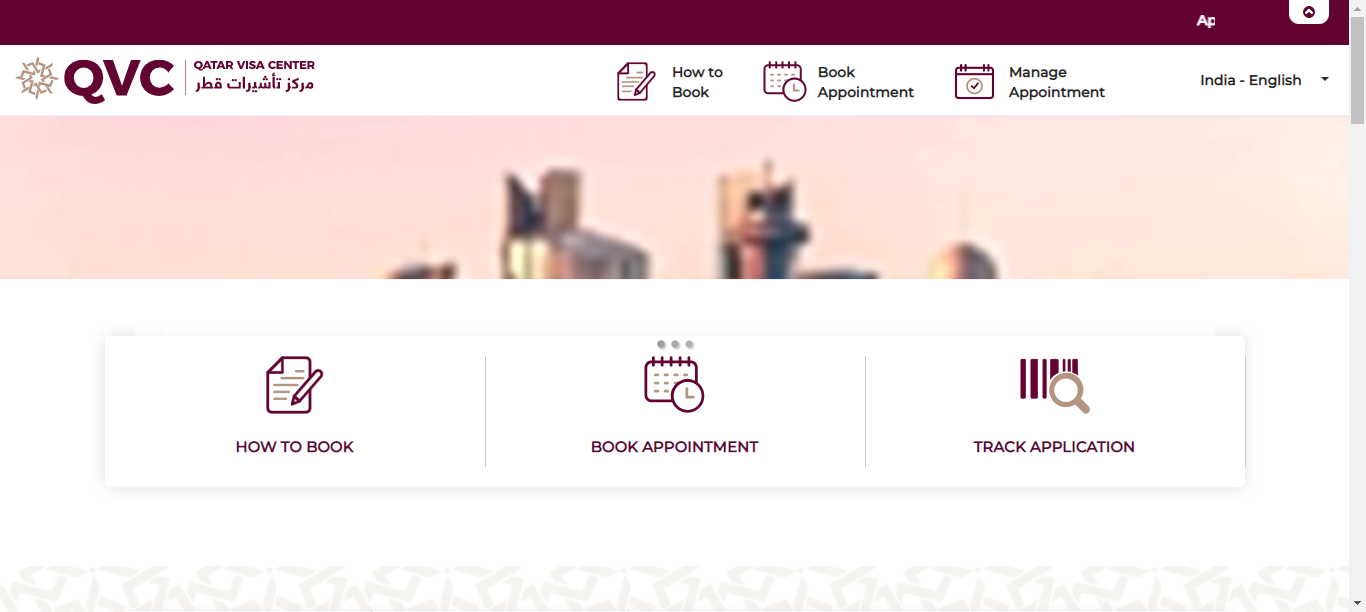 Ap
QVC
QATAR VISA CENTER
مركز تأشيرات قطر
How to
Book
Book
Appointment
Manage
Appointment
India - English
HOW TO BOOK
BOOK APPOINTMENT
TRACK APPLICATION